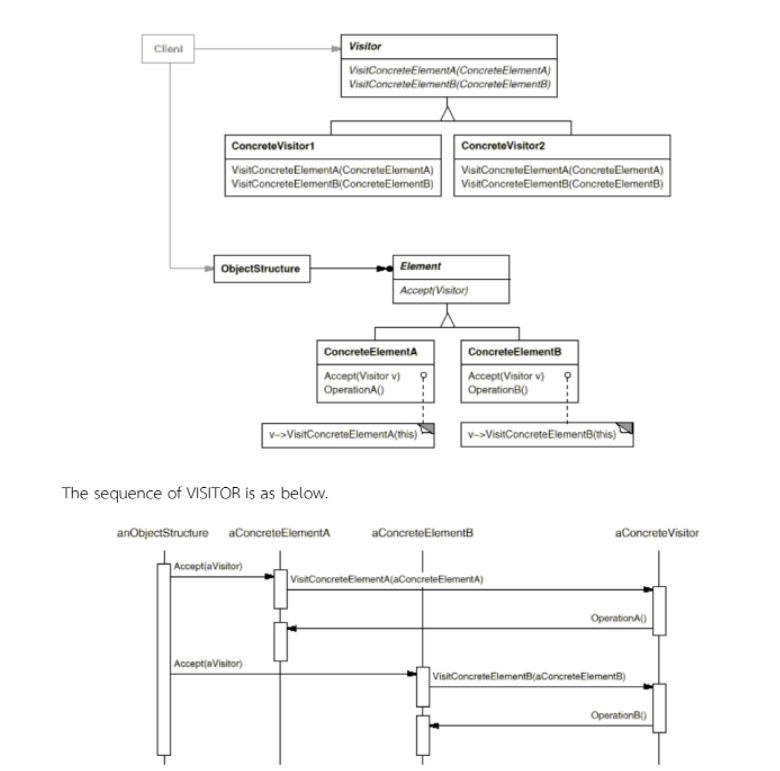 Client
Visitor
VisitConcreteElementA(ConcreteElementA)
VisitConcreteElementB(ConcreteElementB)
ConcreteVisitor1
VisitConcreteElementA(ConcreteElementA)
VisitConcreteElementB(ConcreteElementB)
ConcreteVisitor2
VisitConcreteElementA(ConcreteElementA)
VisitConcreteElementB(ConcreteElementB)
ObjectStructure
Element
Accept(Visitor)
ConcreteElementA
Accept(Visitor v)
OperationA()
ConcreteElementB
Accept(Visitor v)
OperationB()
v–>VisitConcreteElementA(this)
v–>VisitConcreteElementB(this)
The sequence of VISITOR is as below.
anObjectStructure
aConcreteElementA
aConcreteElementB
aConcreteVisitor
Accept(aVisitor)
VisitConcreteElementA(aConcreteElementA)
OperationA()
Accept(aVisitor)
VisitConcreteElementB(aConcreteElementB)
OperationB()